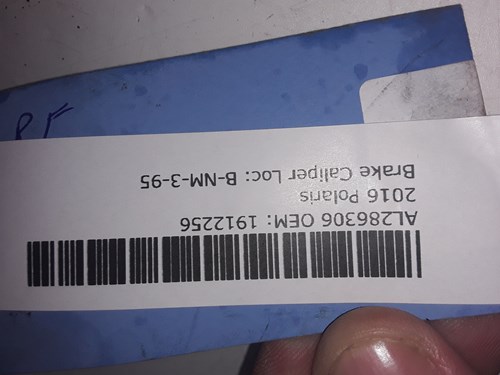 AL286306 OEM: 1912256
2016 Polaris
Brake Caliper Loc: B-NM-3-95